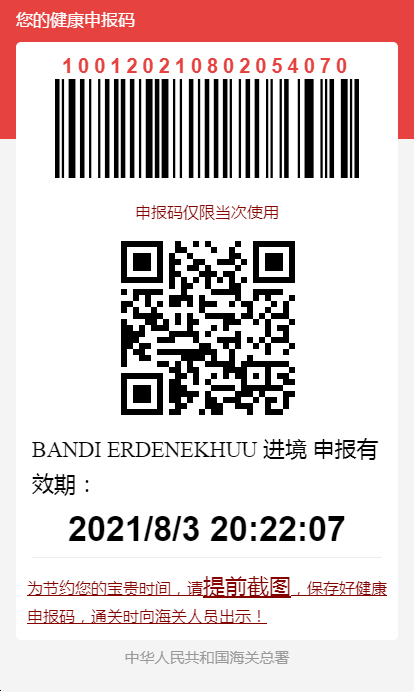 您的健康申报码
100120210802054070
申报码仅限当次使用
BANDI ERDENEKHUU 进境 申报有
效期：
2021/8/3 20:22:07
为节约您的宝贵时间，请提前截图，保存好健康
申报码，通关时向海关人员出示！
中华人民共和国海关总署